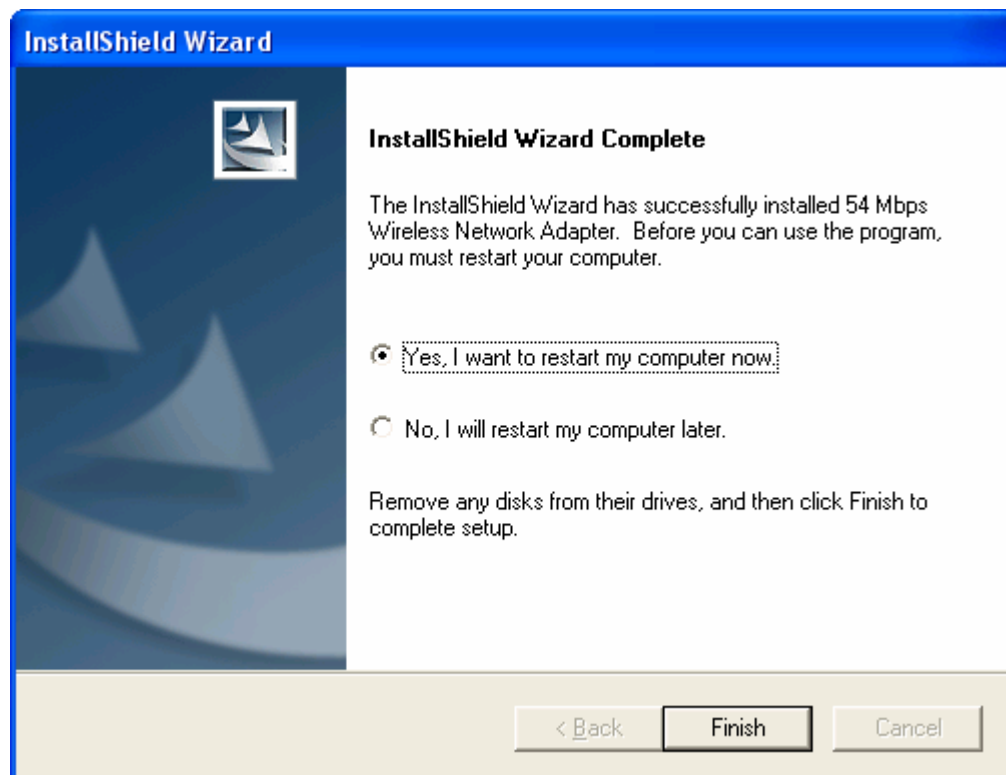 InstallShield Wizard
InstallShield Wizard Complete
The InstallShield Wizard has successfully installed 54 Mbps
Wireless Network Adapter.  Before you can use the program,
you must restart your computer.
Yes, I want to restart my computer now.
No, I will restart my computer later.
Remove any disks from their drives, and then click Finish to
complete setup.
< Back
Finish
Cancel